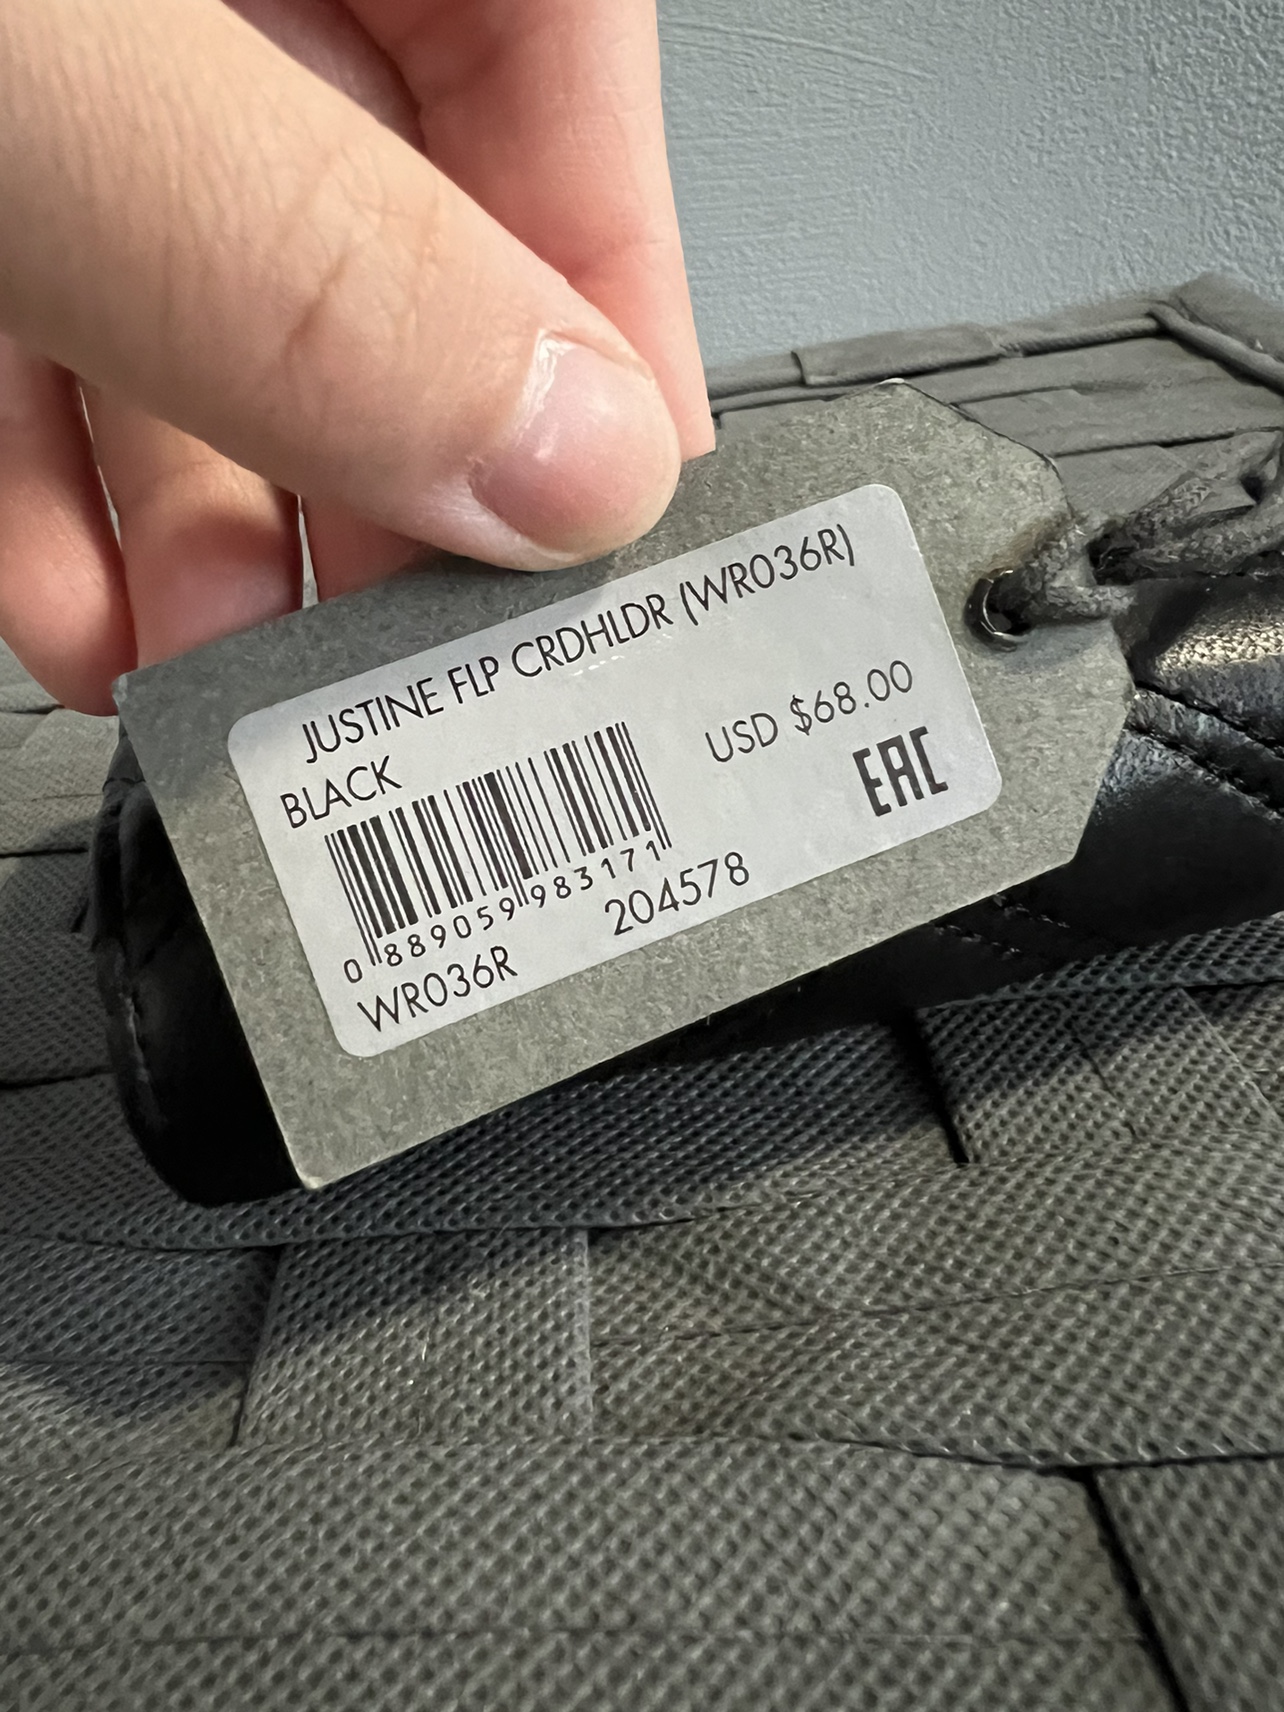 JUSTINE FLP CRDHLDR (WR036R)
BLACK
USD $68.00
EAC
0 889059 983171
WR036R 204578